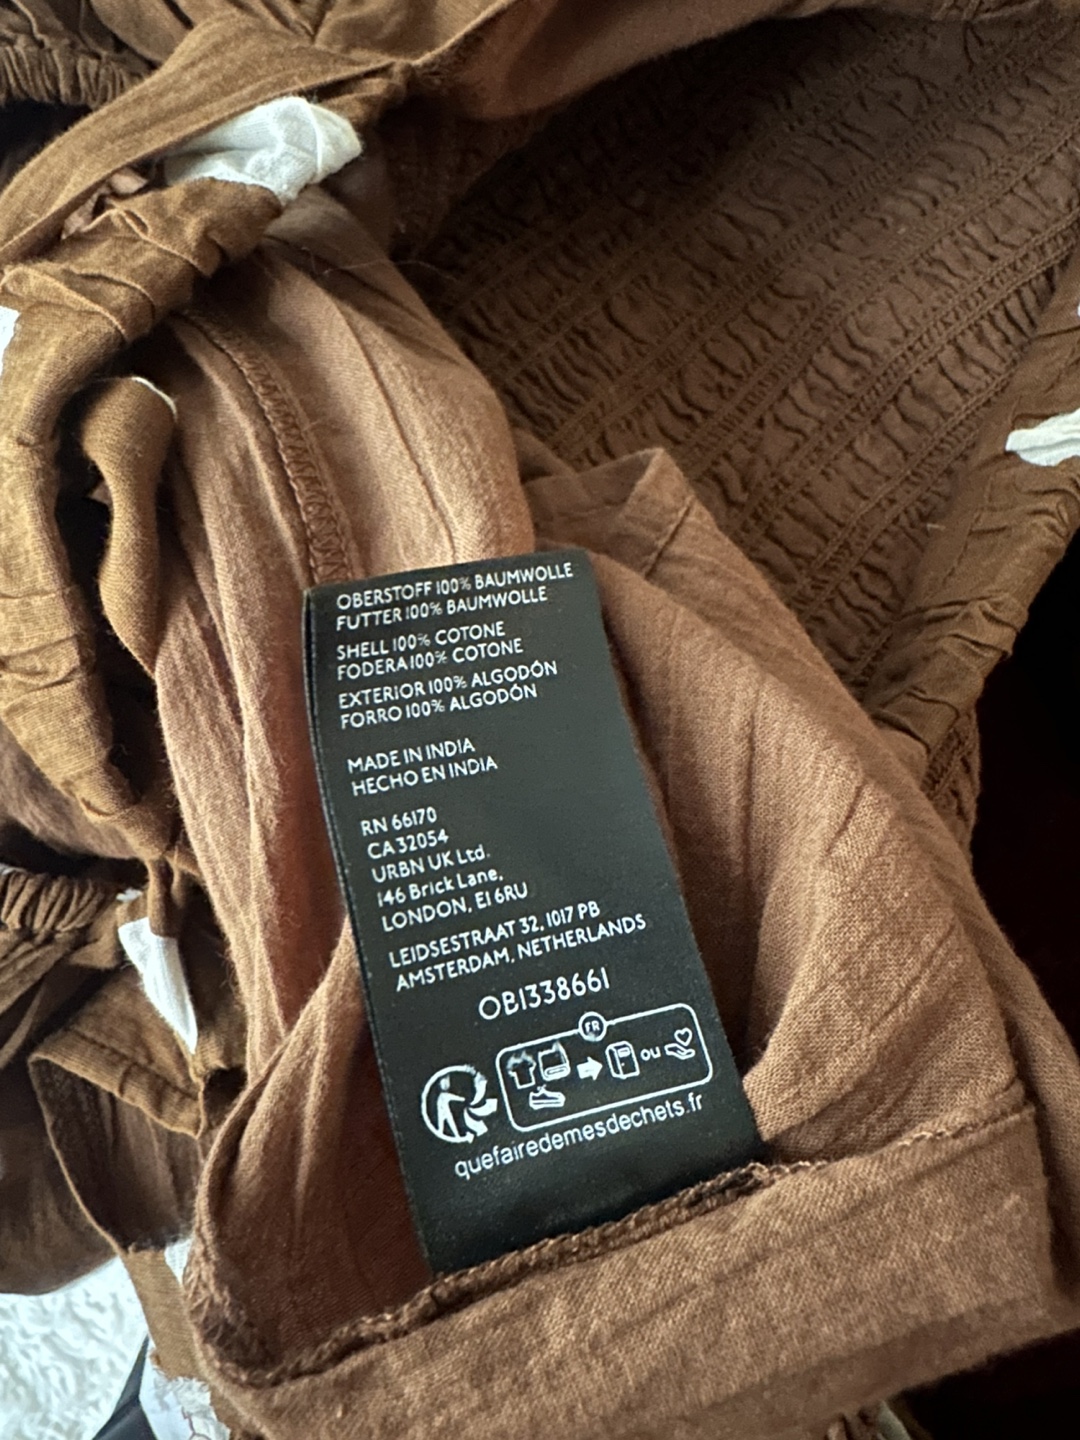 OBERSTOFF 100% BAUMWOLLE
FUTTER 100% BAUMWOLLE
SHELL 100% COTONE
FODERA 100% COTONE
EXTERIOR 100% ALGODÓN
FORRO 100% ALGODÓN
MADE IN INDIA
HECHO EN INDIA
RN 66170
CA 32054
URBN UK Ltd.
146 Brick Lane,
LONDON, E1 6RU
LEIDSESTRAAT 32, 1017 PB
AMSTERDAM, NETHERLANDS
OB1338661
FR
ou
quefairedemesdechets.fr